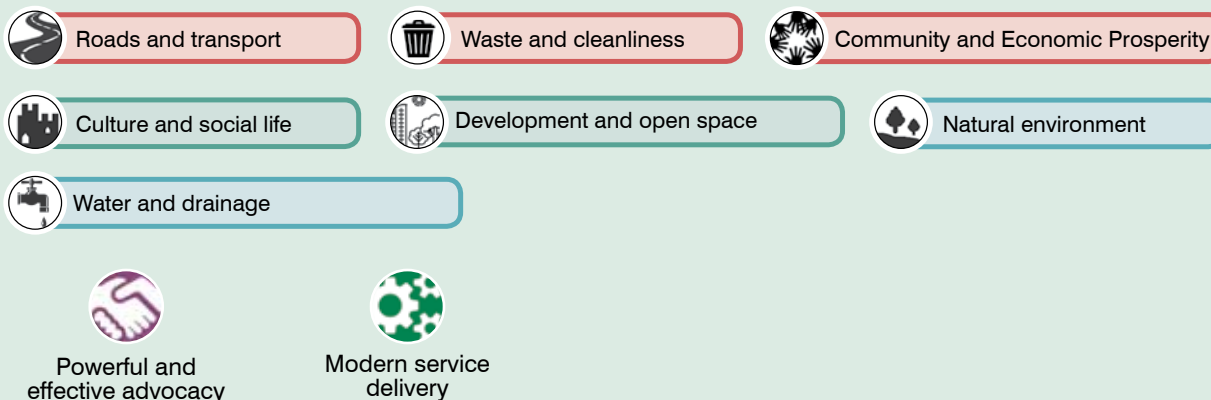 Roads and transport
Waste and cleanliness
Community and Economic Prosperity
Culture and social life
Development and open space
Natural environment
Water and drainage
Powerful and
effective advocacy
Modern service
delivery